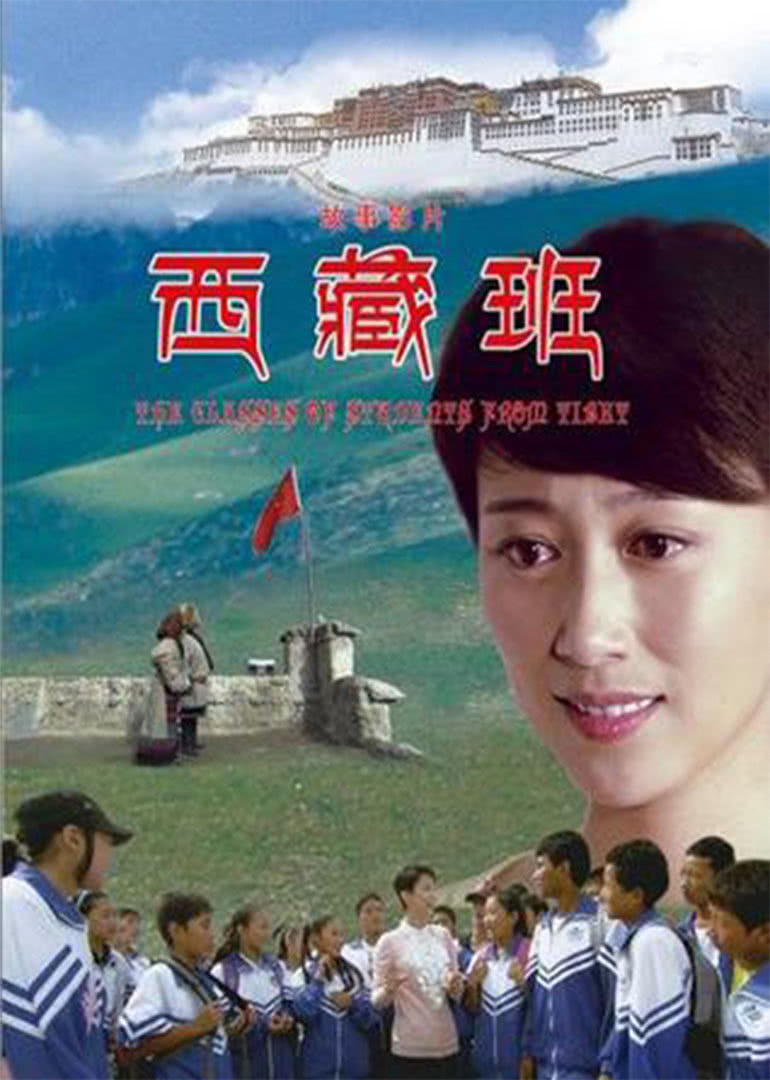 故事影片
西藏班
THE CLASSES OF STUDENTS FROM TIBET